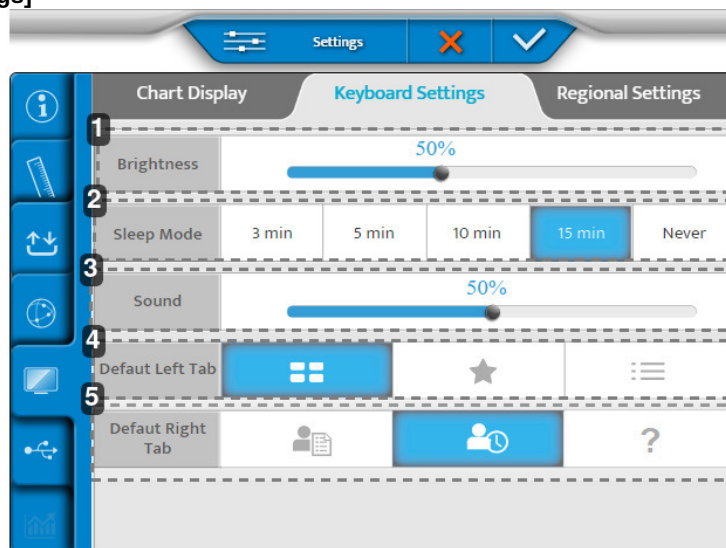 gs]
Settings
Chart Display Keyboard Settings Regional Settings
1
Brightness 50%
2
Sleep Mode 3 min 5 min 10 min 15 min Never
3
Sound 50%
4
Defaut Left Tab
5
Defaut Right
Tab ?